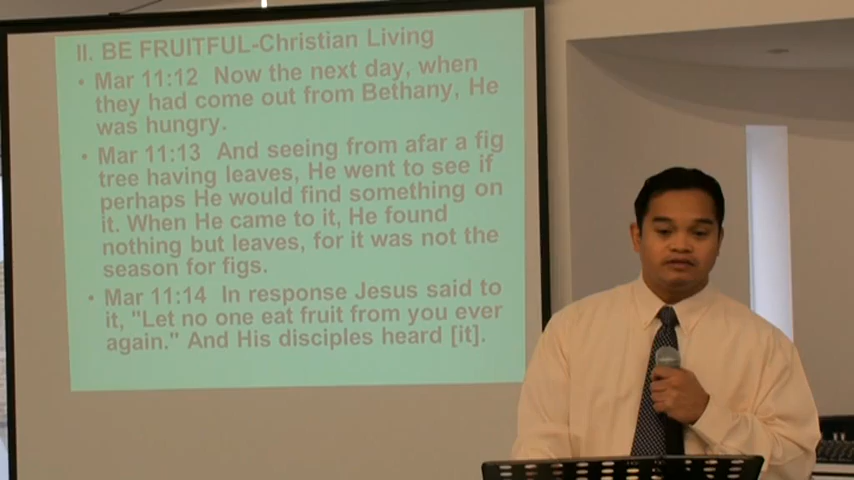 II. BE FRUITFUL-Christian Living
• Mar 11:12 Now the next day, when
they had come out from Bethany, He
was hungry.
• Mar 11:13 And seeing from afar a fig
tree having leaves, He went to see if
perhaps He would find something on
it. When He came to it, He found
nothing but leaves, for it was not the
season for figs.
• Mar 11:14 In response Jesus said to
it, "Let no one eat fruit from you ever
again." And His disciples heard [it].